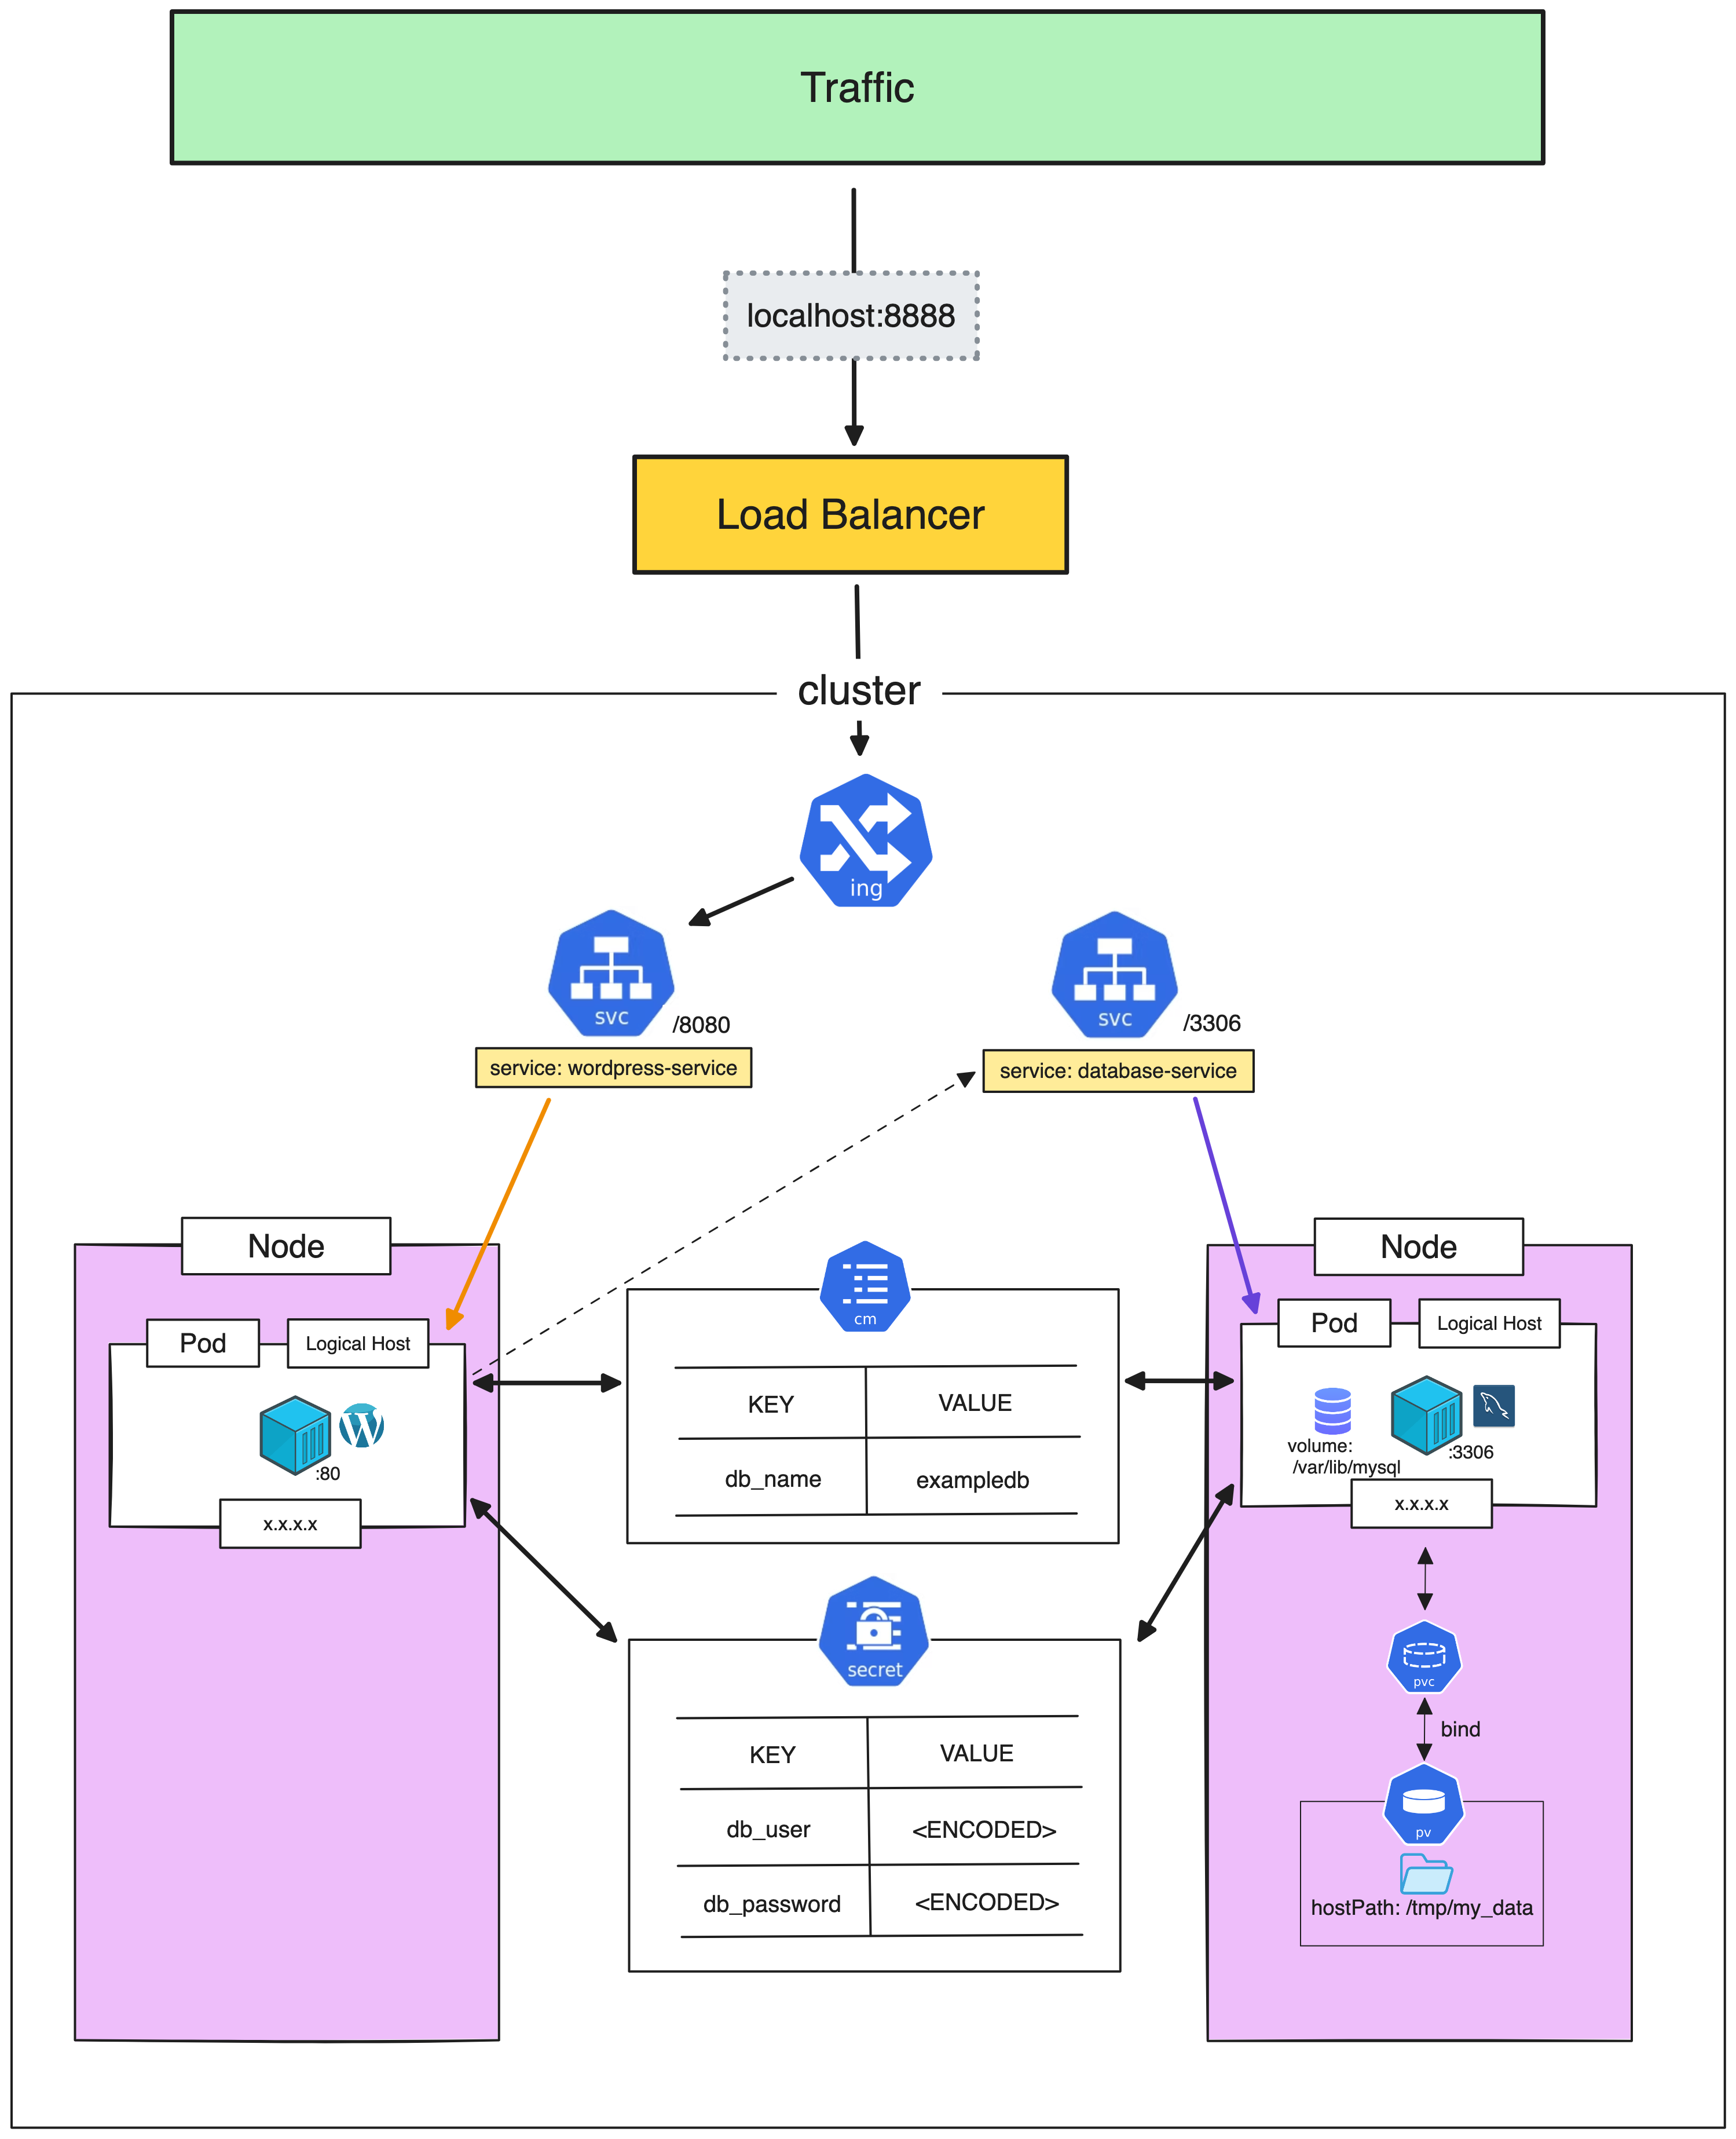 Traffic
localhost:8888
Load Balancer
cluster
ing
svc
/8080
service: wordpress-service
svc
/3306
service: database-service
Node
Pod
Logical Host
:80
x.x.x.x
cm
KEY VALUE
db_name exampledb
secret
KEY VALUE
db_user <ENCODED>
db_password <ENCODED>
Node
Pod
Logical Host
volume:
/var/lib/mysql
:3306
x.x.x.x
pvc
bind
pv
hostPath: /tmp/my_data